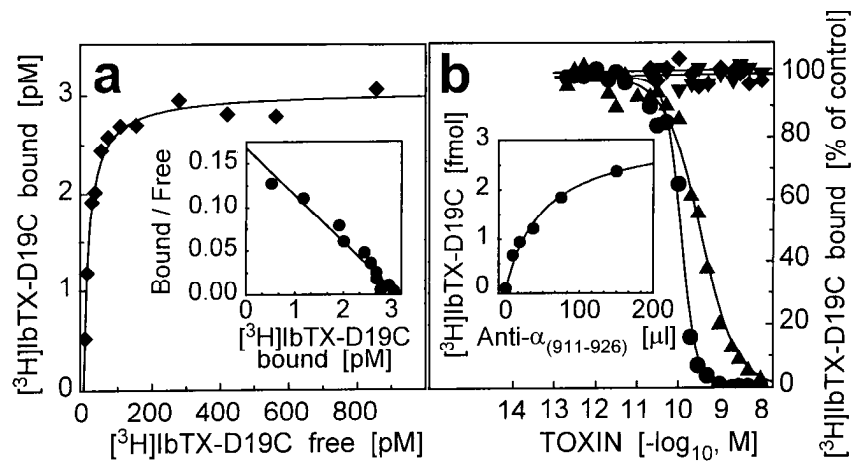 a
[³H]IbTX-D19C bound [pM]
3
2
1
0
0 200 400 600 800
[³H]IbTX-D19C free [pM]
Bound / Free
0.15
0.10
0.05
0.00
0 1 2 3
[³H]IbTX-D19C
bound [pM]
b
[³H]IbTX-D19C [fmol]
3
2
1
0
0 100 200
Anti-α(911-926) [μl]
100
80
60
40
20
0
[³H]IbTX-D19C bound [% of control]
14 13 12 11 10 9 8
TOXIN [-log₁₀, M]